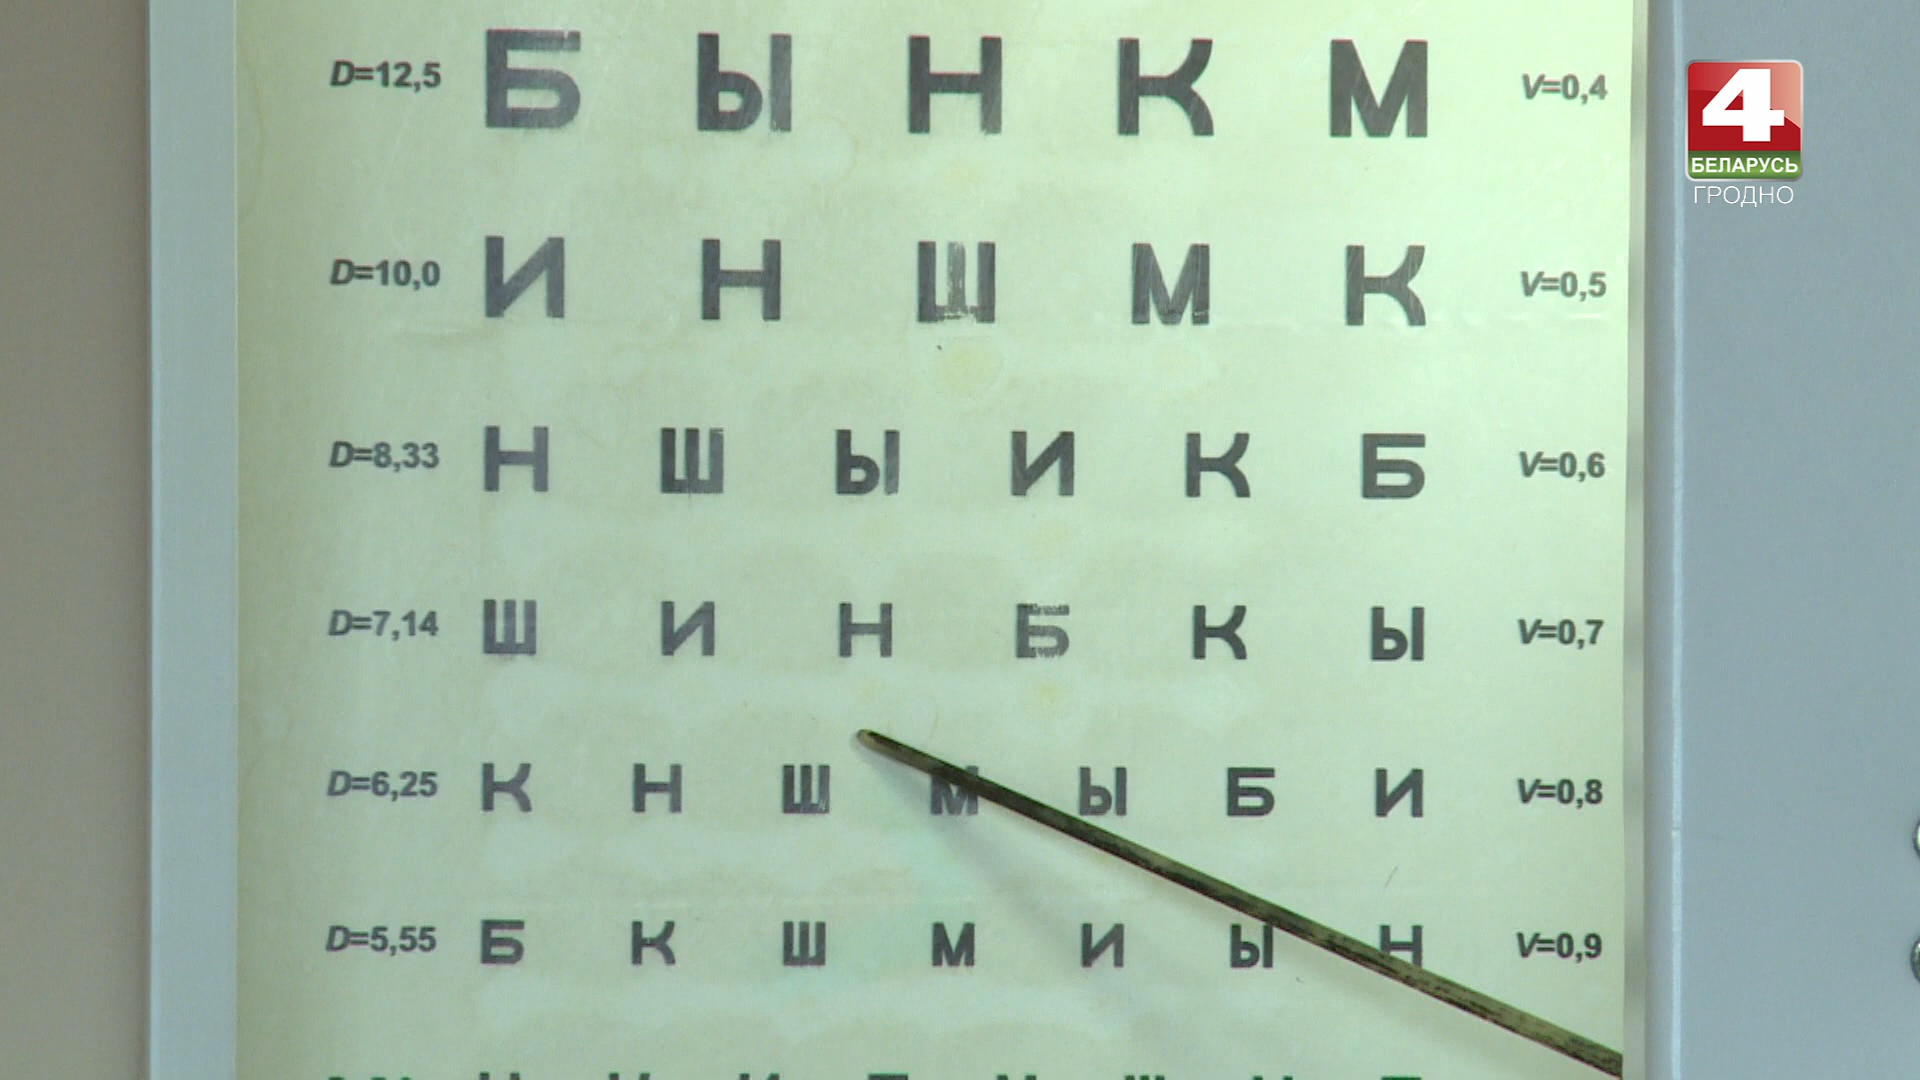 D=12,5 Б Ы Н К М V=0,4
D=10,0 И Н Ш М К V=0,5
D=8,33 Н Ш Ы И К Б V=0,6
D=7,14 Ш И Н Б К Ы V=0,7
D=6,25 К Н Ш М Ы Б И V=0,8
D=5,55 Б К Ш М И Ы Н V=0,9
4
БЕЛАРУСЬ
ГРОДНО